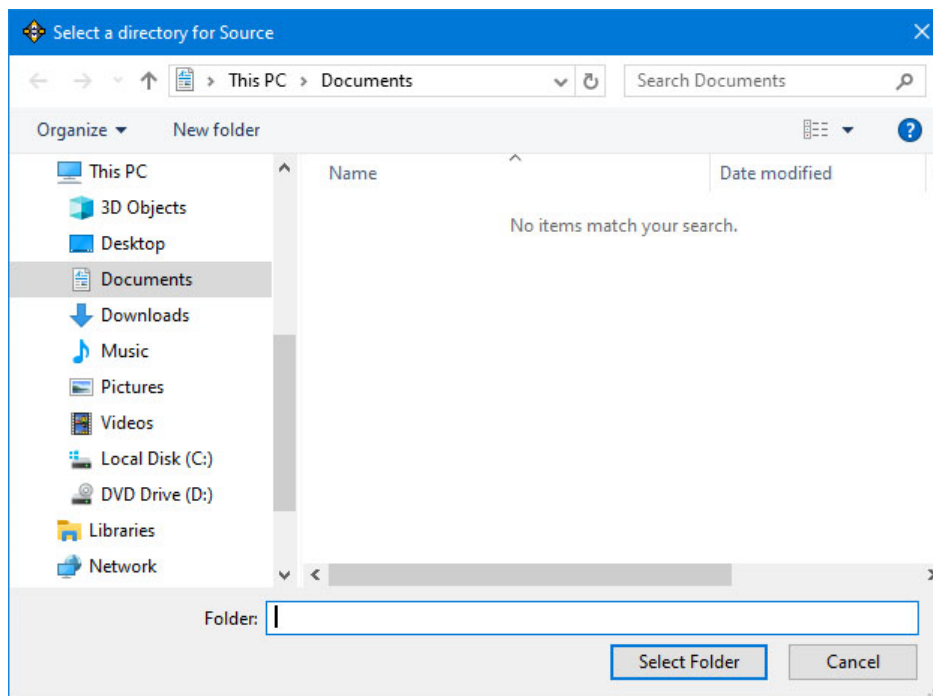 Select a directory for Source
This PC > Documents
Search Documents
Organize
New folder
Name
Date modified
No items match your search.
This PC
3D Objects
Desktop
Documents
Downloads
Music
Pictures
Videos
Local Disk (C:)
DVD Drive (D:)
Libraries
Network
Folder:
Select Folder
Cancel